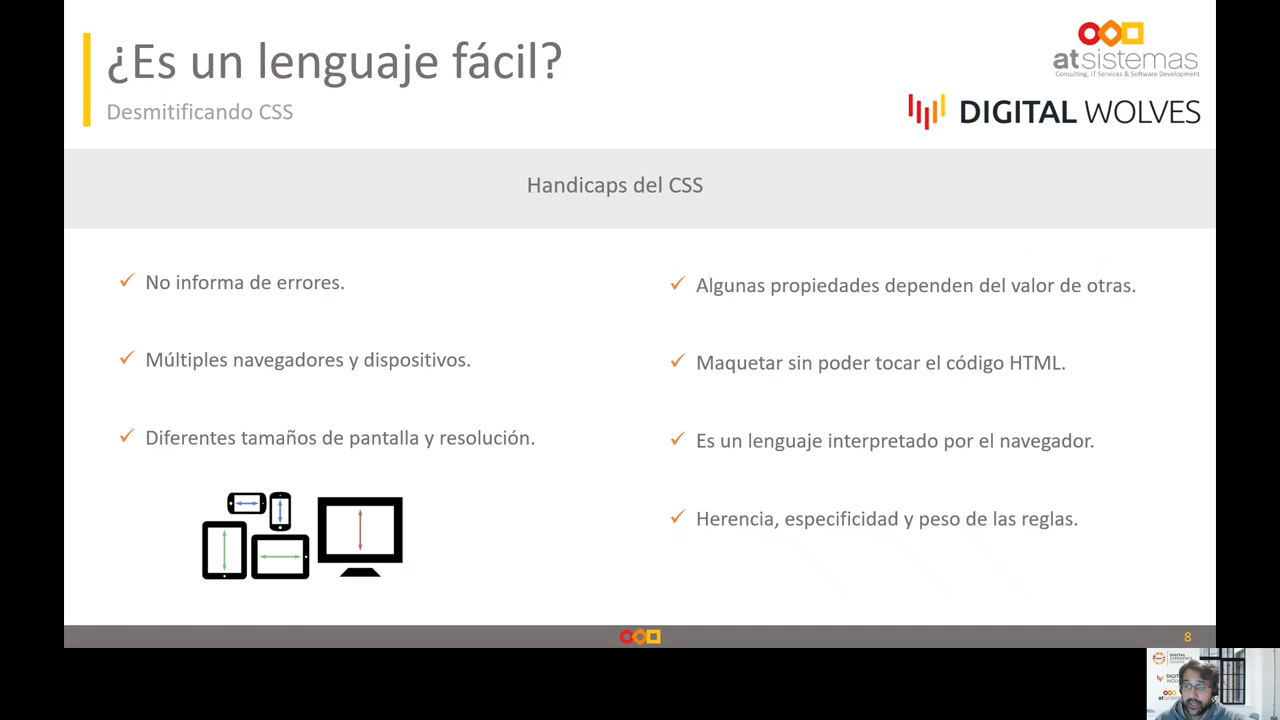 ¿Es un lenguaje fácil?
Desmitificando CSS
atsistemas
Consulting, IT Services & Software Development
DIGITAL WOLVES
Handicaps del CSS
No informa de errores.
Múltiples navegadores y dispositivos.
Diferentes tamaños de pantalla y resolución.
Algunas propiedades dependen del valor de otras.
Maquetar sin poder tocar el código HTML.
Es un lenguaje interpretado por el navegador.
Herencia, especificidad y peso de las reglas.
8
DIGITAL